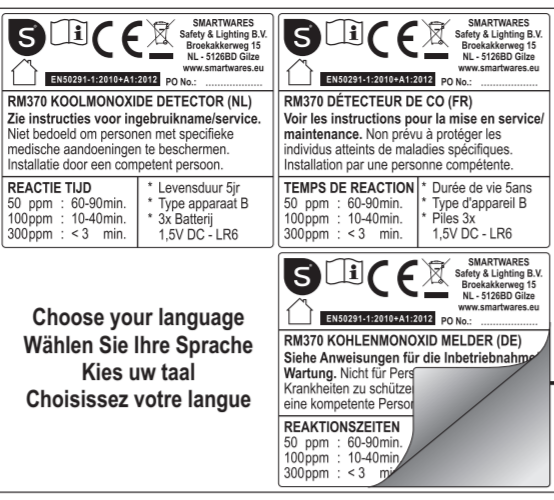 S i CE
SMARTWARES
Safety & Lighting B.V.
Broekakkerweg 15
NL - 5126BD Gilze
www.smartwares.eu
EN50291-1:2010+A1:2012 PO No.: ....................
RM370 KOOLMONOXIDE DETECTOR (NL)
Zie instructies voor ingebruikname/service.
Niet bedoeld om personen met specifieke
medische aandoeningen te beschermen.
Installatie door een competent persoon.
REACTIE TIJD
50 ppm : 60-90min.
100ppm : 10-40min.
300ppm : < 3 min.
* Levensduur 5jr
* Type apparaat B
* 3x Batterij
1,5V DC - LR6
S i CE
SMARTWARES
Safety & Lighting B.V.
Broekakkerweg 15
NL - 5126BD Gilze
www.smartwares.eu
EN50291-1:2010+A1:2012 PO No.: ....................
RM370 DÉTECTEUR DE CO (FR)
Voir les instructions pour la mise en service/
maintenance. Non prévu à protéger les
individus atteints de maladies spécifiques.
Installation par une personne compétente.
TEMPS DE REACTION
50 ppm : 60-90min.
100ppm : 10-40min.
300ppm : < 3 min.
* Durée de vie 5ans
* Type d'appareil B
* Piles 3x
1,5V DC - LR6
Choose your language
Wählen Sie Ihre Sprache
Kies uw taal
Choisissez votre langue
S i CE
SMARTWARES
Safety & Lighting B.V.
Broekakkerweg 15
NL - 5126BD Gilze
www.smartwares.eu
EN50291-1:2010+A1:2012 PO No.: ....................
RM370 KOHLENMONOXID MELDER (DE)
Siehe Anweisungen für die Inbetriebnahme
Wartung. Nicht für Pers
Krankheiten zu schütze
eine kompetente Person
REAKTIONSZEITEN
50 ppm : 60-90min.
100ppm : 10-40min.
300ppm : < 3 mi